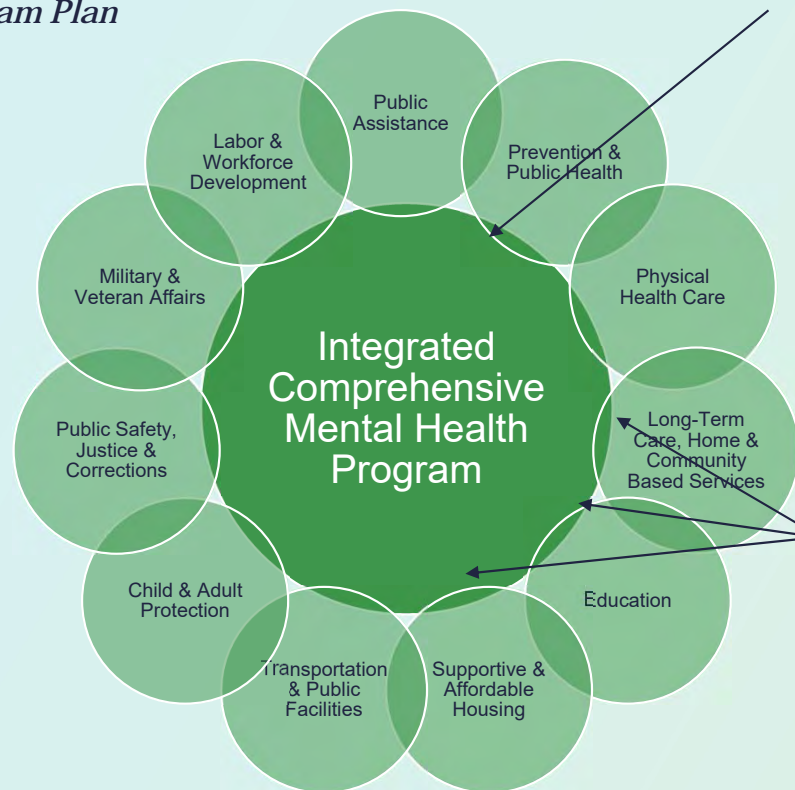 am Plan
Public
Assistance
Prevention &
Public Health
Physical
Health Care
Long-Term
Care, Home &
Community
Based Services
Education
Supportive &
Affordable
Housing
Transportation
& Public
Facilities
Child & Adult
Protection
Public Safety,
Justice &
Corrections
Military &
Veteran Affairs
Labor &
Workforce
Development
Integrated
Comprehensive
Mental Health
Program